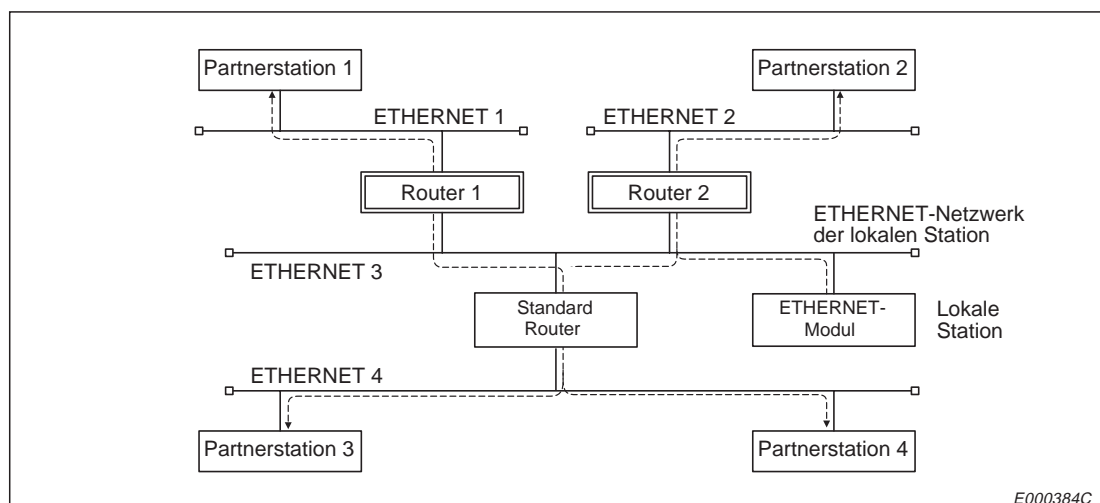 Partnerstation 1
Partnerstation 2
ETHERNET 1
ETHERNET 2
Router 1
Router 2
ETHERNET-Netzwerk
der lokalen Station
ETHERNET 3
Standard
Router
ETHERNET-
Modul
Lokale
Station
ETHERNET 4
Partnerstation 3
Partnerstation 4
E000384C